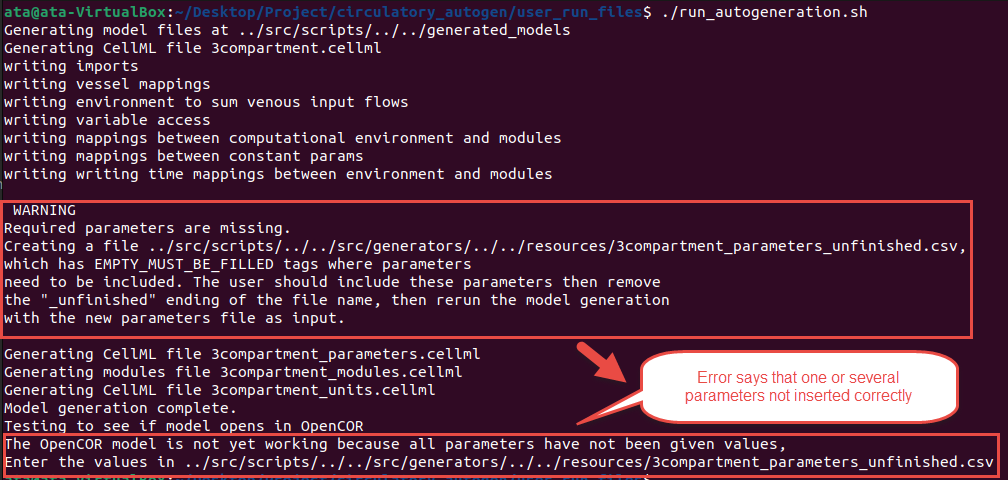 ata@ata-VirtualBox:~/Desktop/Project/circulatory_autogen/user_run_files$ ./run_autogeneration.sh
Generating model files at ../src/scripts/../../generated_models
Generating CellML file 3compartment.cellml
writing imports
writing vessel mappings
writing environment to sum venous input flows
writing variable access
writing mappings between computational environment and modules
writing mappings between constant params
writing writing time mappings between environment and modules
WARNING
Required parameters are missing.
Creating a file ../src/scripts/../../src/generators/../../resources/3compartment_parameters_unfinished.csv,
which has EMPTY_MUST_BE_FILLED tags where parameters
need to be included. The user should include these parameters then remove
the "_unfinished" ending of the file name, then rerun the model generation
with the new parameters file as input.
Generating CellML file 3compartment_parameters.cellml
Generating modules file 3compartment_modules.cellml
Generating CellML file 3compartment_units.cellml
Model generation complete.
Testing to see if model opens in OpenCOR
Error says that one or several
parameters not inserted correctly
The OpenCOR model is not yet working because all parameters have not been given values,
Enter the values in ../src/scripts/../../src/generators/../../resources/3compartment_parameters_unfinished.csv